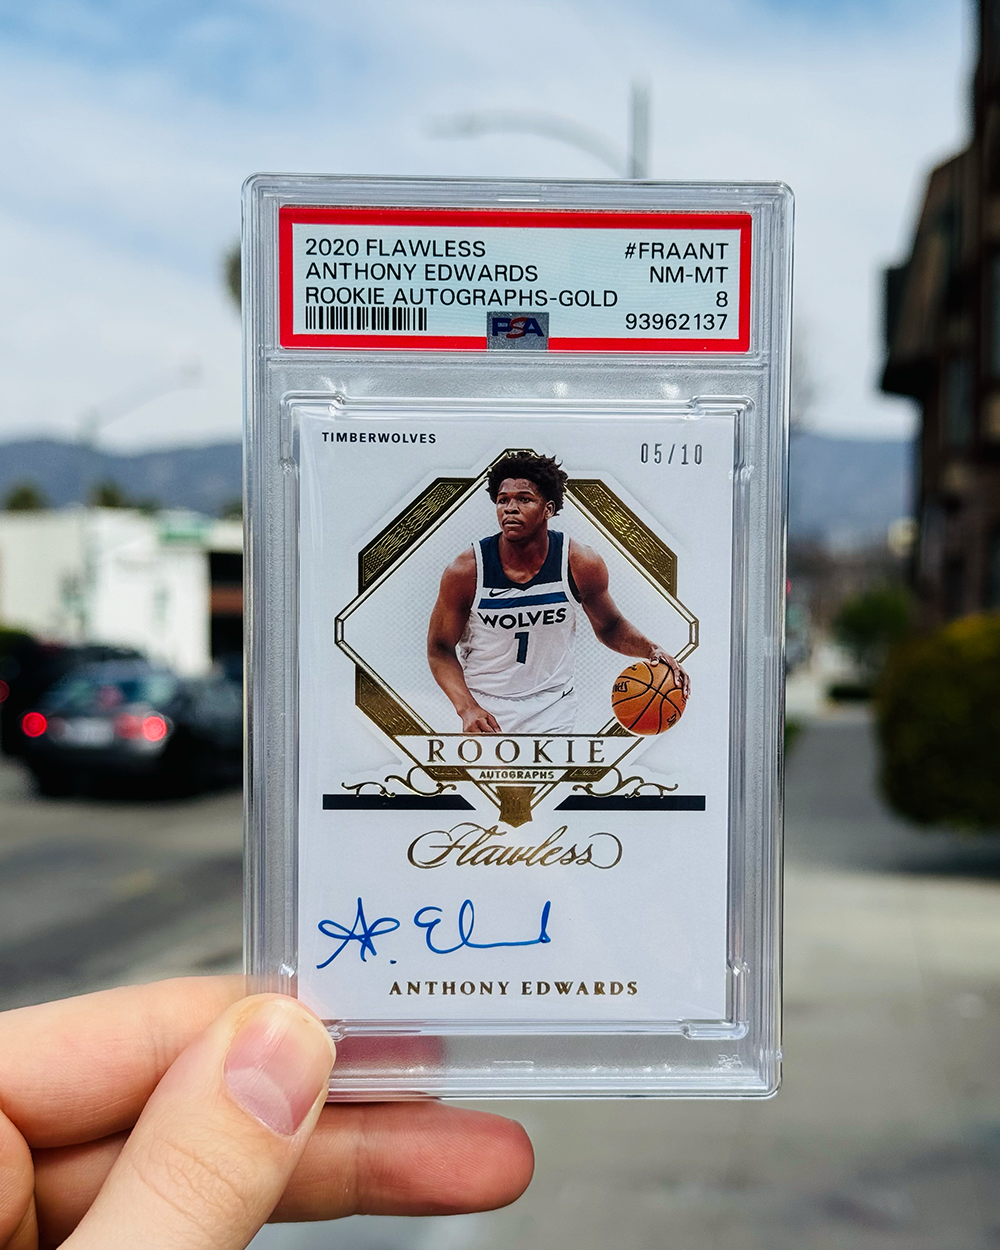 2020 FLAWLESS #FRAANT
ANTHONY EDWARDS NM-MT
ROOKIE AUTOGRAPHS-GOLD 8
PSA 93962137
TIMBERWOLVES
05/10
WOLVES
1
ROOKIE
AUTOGRAPHS
Flawless
ANTHONY EDWARDS